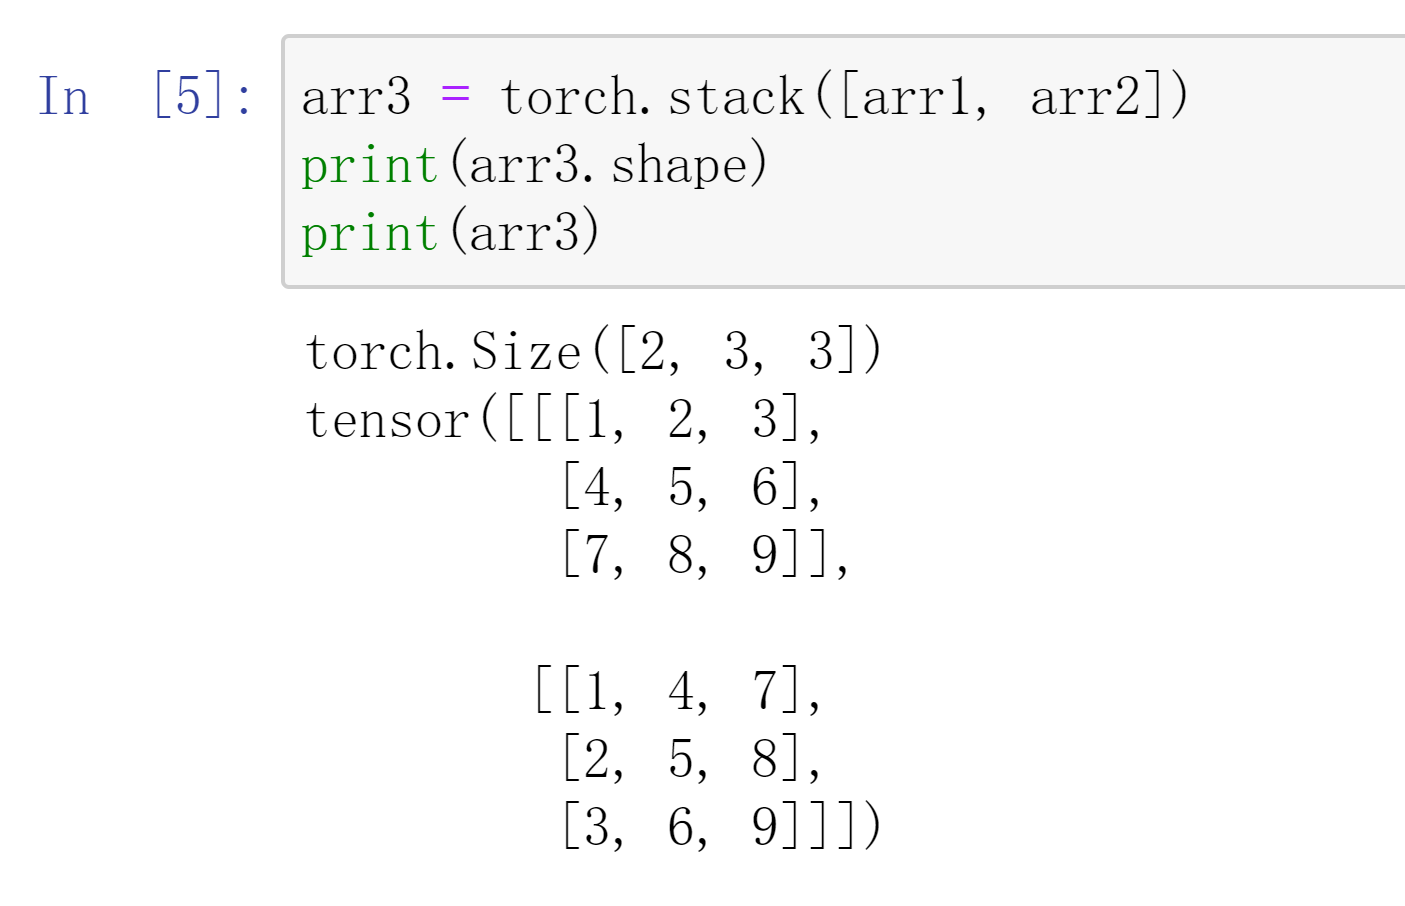 In [5]: arr3 = torch.stack([arr1, arr2])
print(arr3.shape)
print(arr3)
torch.Size([2, 3, 3])
tensor([[[1, 2, 3],
[4, 5, 6],
[7, 8, 9]],
[[1, 4, 7],
[2, 5, 8],
[3, 6, 9]]])